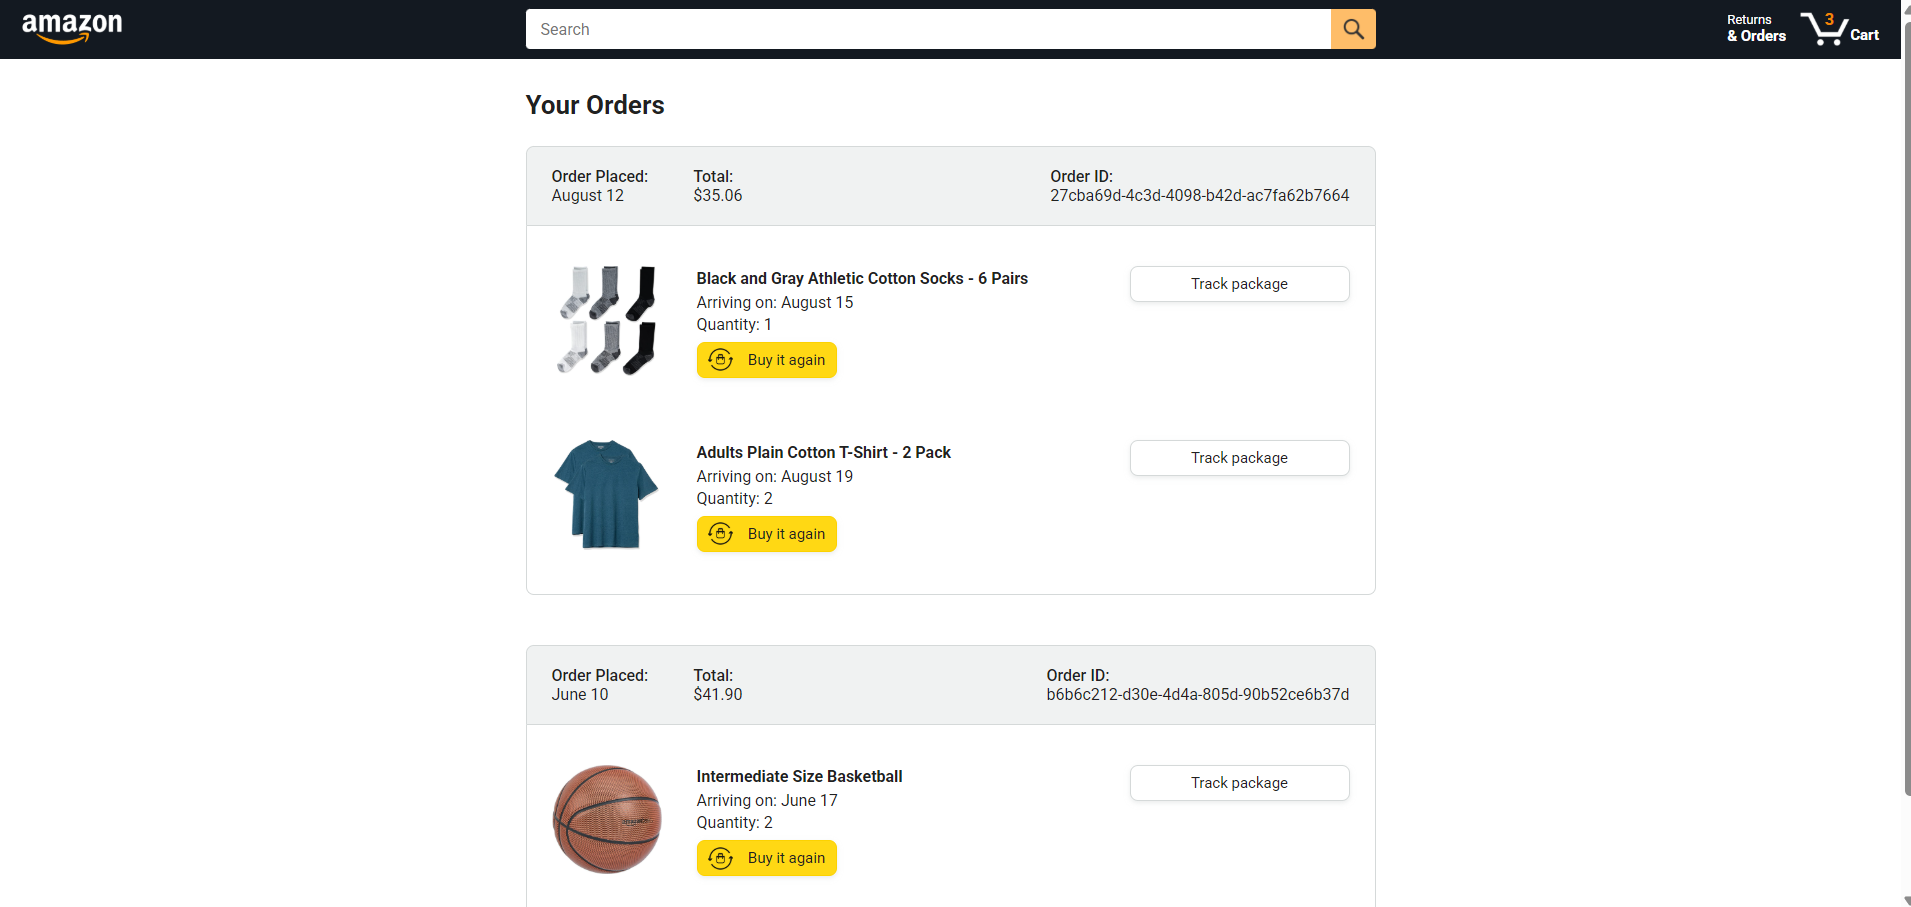 amazon
Search
Returns
& Orders
3
Cart
Your Orders
Order Placed:
August 12
Total:
$35.06
Order ID:
27cba69d-4c3d-4098-b42d-ac7fa62b7664
Black and Gray Athletic Cotton Socks - 6 Pairs
Arriving on: August 15
Quantity: 1
Buy it again
Track package
Adults Plain Cotton T-Shirt - 2 Pack
Arriving on: August 19
Quantity: 2
Buy it again
Track package
Order Placed:
June 10
Total:
$41.90
Order ID:
b6b6c212-d30e-4d4a-805d-90b52ce6b37d
Intermediate Size Basketball
Arriving on: June 17
Quantity: 2
Buy it again
Track package